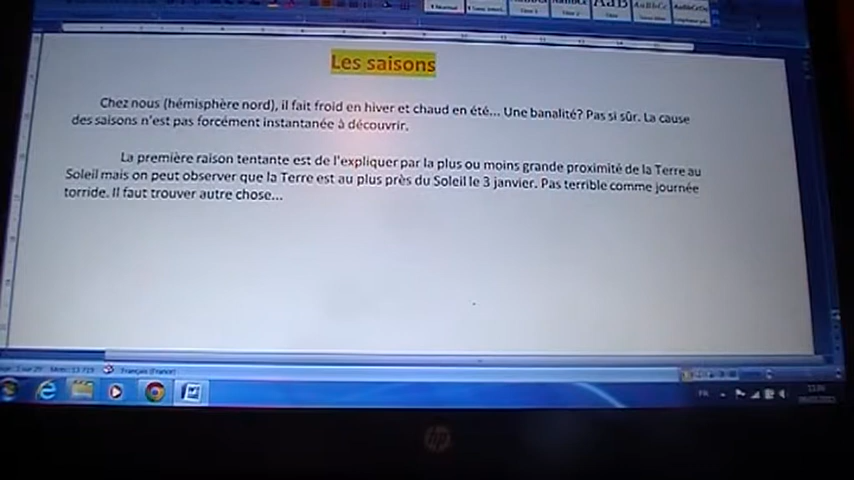 Normal
Les saisons
Chez nous (hémisphère nord), il fait froid en hiver et chaud en été... Une banalité? Pas si sûr. La cause
des saisons n'est pas forcément instantanée à découvrir.
La première raison tentante est de l'expliquer par la plus ou moins grande proximité de la Terre au
Soleil mais on peut observer que la Terre est au plus près du Soleil le 3 janvier. Pas terrible comme journée
torride. Il faut trouver autre chose...
Français (France)
FR
hp